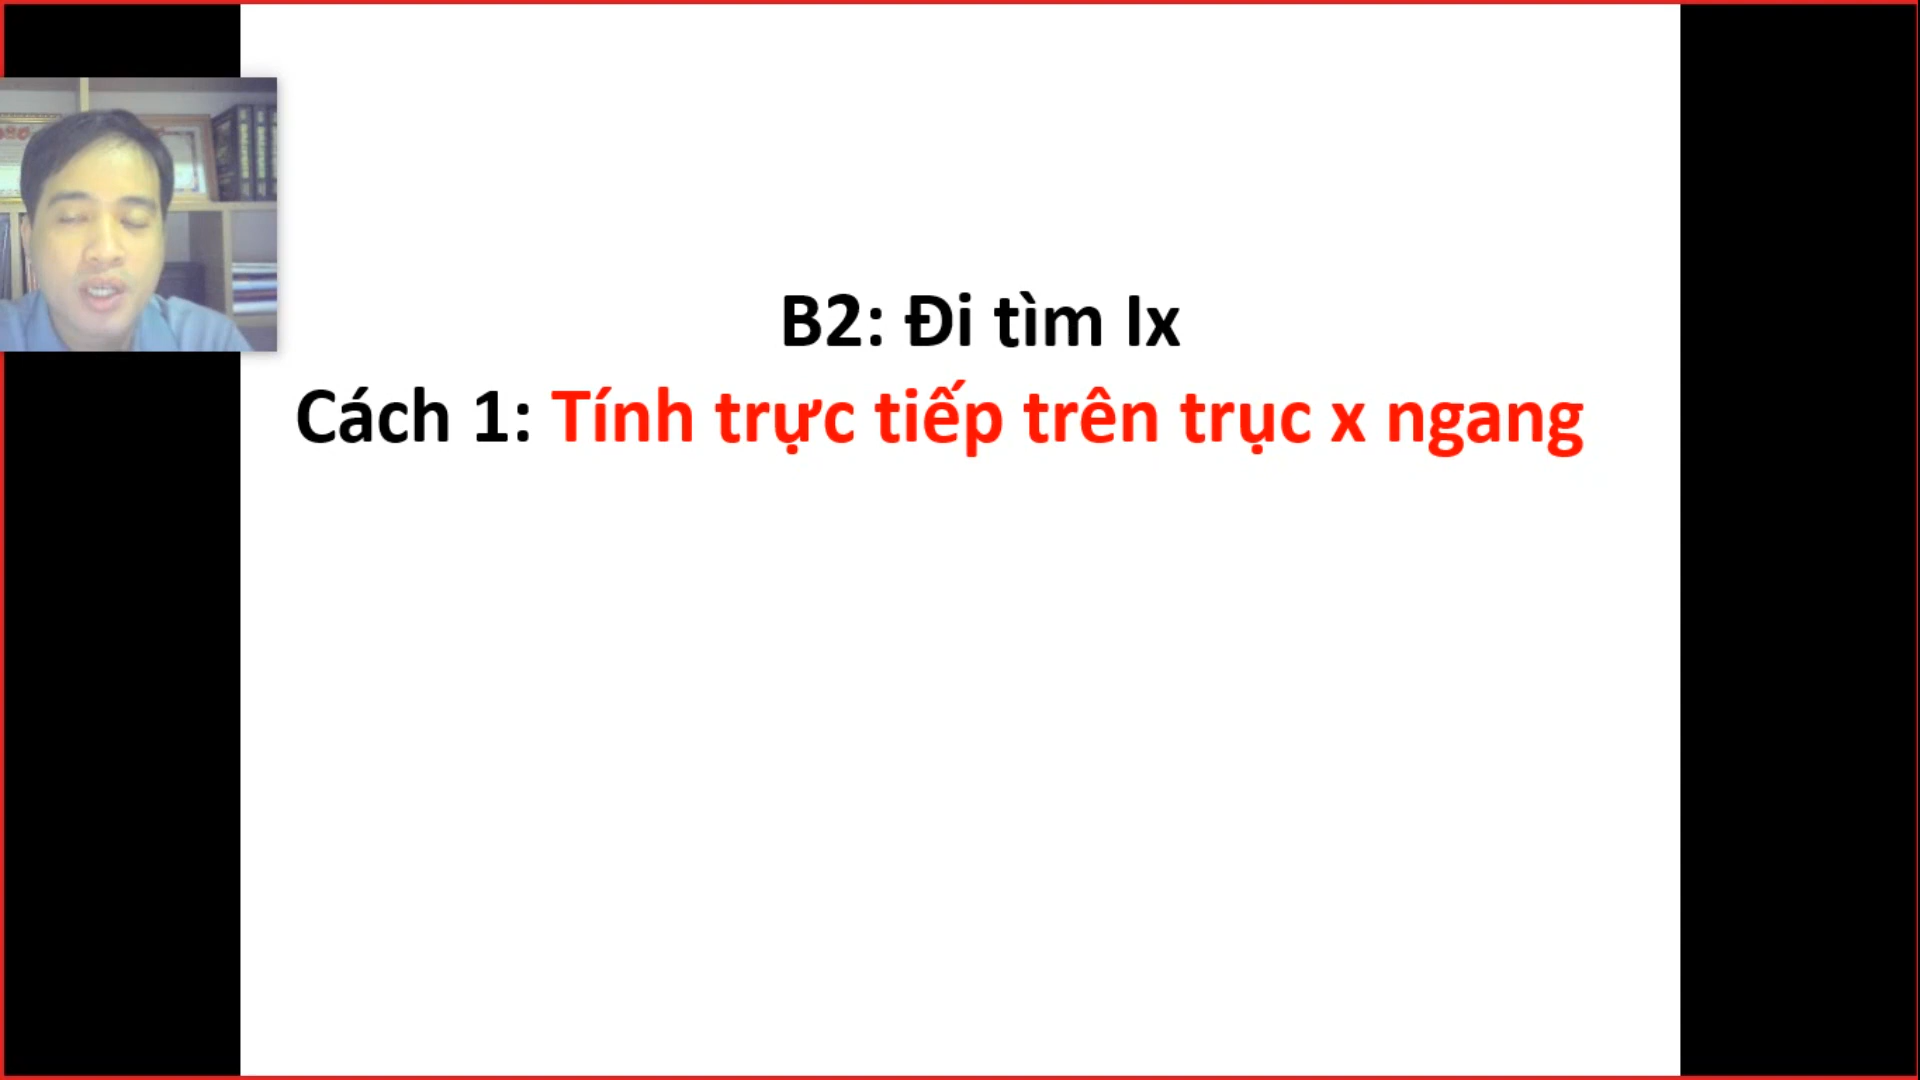 B2: Đi tìm Ix
Cách 1: Tính trực tiếp trên trục x ngang